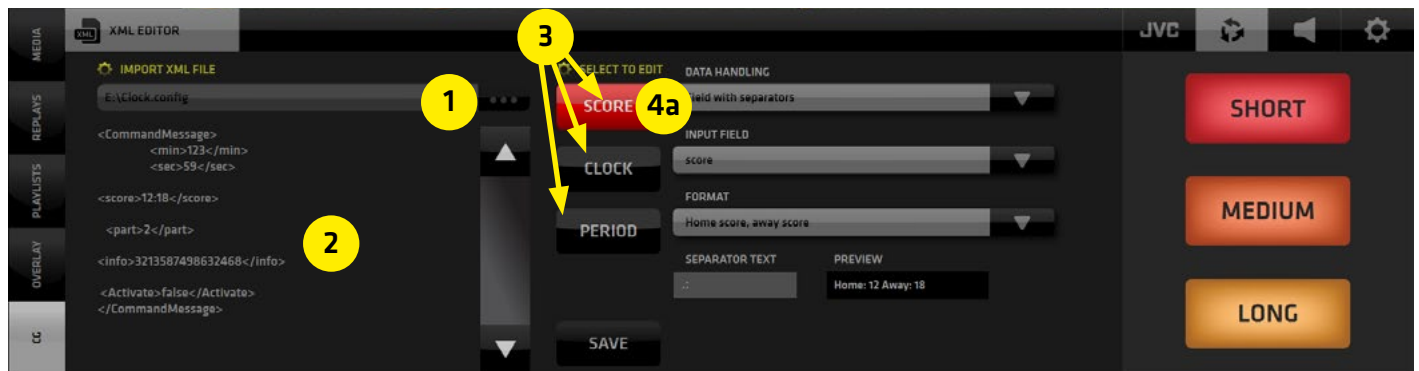 MEDIA
REPLAYS
PLAYLISTS
OVERLAY
CG
XML
XML EDITOR
IMPORT XML FILE
E:\Clock.config
1
<CommandMessage>
<min>123</min>
<sec>59</sec>
<score>12:18</score>
<part>2</part>
<info>3213587498632468</info>
<Activate>false</Activate>
</CommandMessage>
2
3
SELECT TO EDIT
SCORE
4a
CLOCK
PERIOD
SAVE
DATA HANDLING
Field with separators
INPUT FIELD
score
FORMAT
Home score, away score
SEPARATOR TEXT
PREVIEW
Home: 12 Away: 18
JVC
SHORT
MEDIUM
LONG